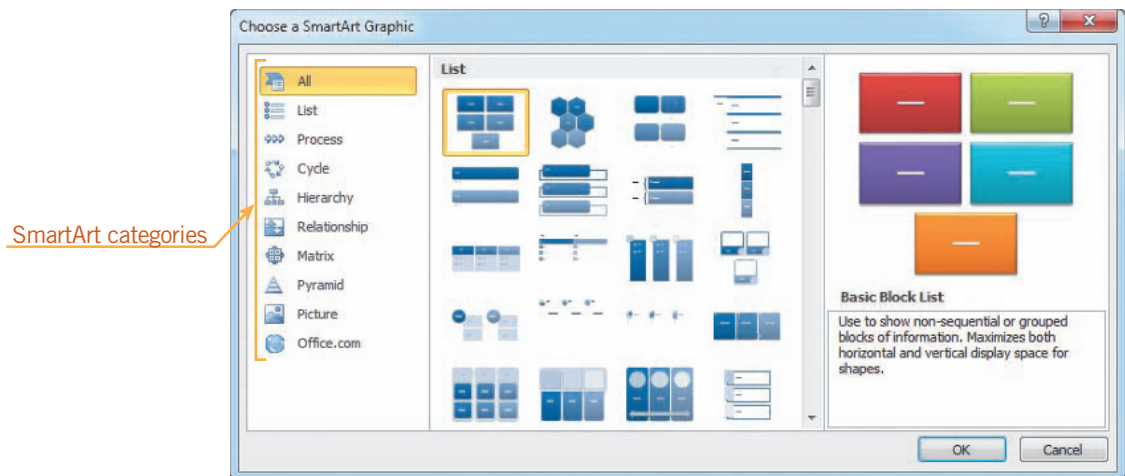 Choose a SmartArt Graphic
All
List
Process
Cycle
Hierarchy
Relationship
Matrix
Pyramid
Picture
Office.com
SmartArt categories
List
Basic Block List
Use to show non-sequential or grouped
blocks of information. Maximizes both
horizontal and vertical display space for
shapes.
OK
Cancel